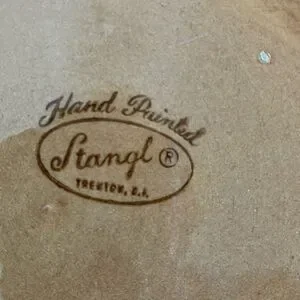 Hand Painted
Stangl ®
TRENTON, N.J.